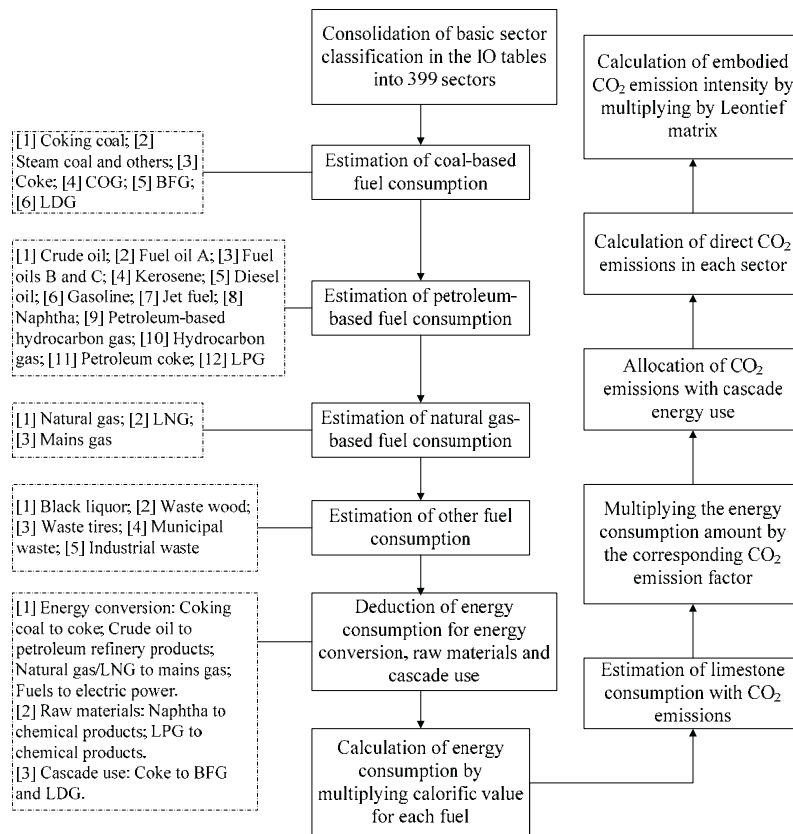 Consolidation of basic sector
classification in the IO tables
into 399 sectors
[1] Coking coal; [2]
Steam coal and others; [3]
Coke; [4] COG; [5] BFG;
[6] LDG
Estimation of coal-based
fuel consumption
[1] Crude oil; [2] Fuel oil A; [3] Fuel
oils B and C; [4] Kerosene; [5] Diesel
oil; [6] Gasoline; [7] Jet fuel; [8]
Naphtha; [9] Petroleum-based
hydrocarbon gas; [10] Hydrocarbon
gas; [11] Petroleum coke; [12] LPG
Estimation of petroleum-
based fuel consumption
[1] Natural gas; [2] LNG;
[3] Mains gas
Estimation of natural gas-
based fuel consumption
[1] Black liquor; [2] Waste wood;
[3] Waste tires; [4] Municipal
waste; [5] Industrial waste
Estimation of other fuel
consumption
[1] Energy conversion: Coking
coal to coke; Crude oil to
petroleum refinery products;
Natural gas/LNG to mains gas;
Fuels to electric power.
[2] Raw materials: Naphtha to
chemical products; LPG to
chemical products.
[3] Cascade use: Coke to BFG
and LDG.
Deduction of energy
consumption for energy
conversion, raw materials and
cascade use
Calculation of energy
consumption by
multiplying calorific value
for each fuel
Estimation of limestone
consumption with CO2
emissions
Multiplying the energy
consumption amount by
the corresponding CO2
emission factor
Allocation of CO2
emissions with cascade
energy use
Calculation of direct CO2
emissions in each sector
Calculation of embodied
CO2 emission intensity by
multiplying by Leontief
matrix